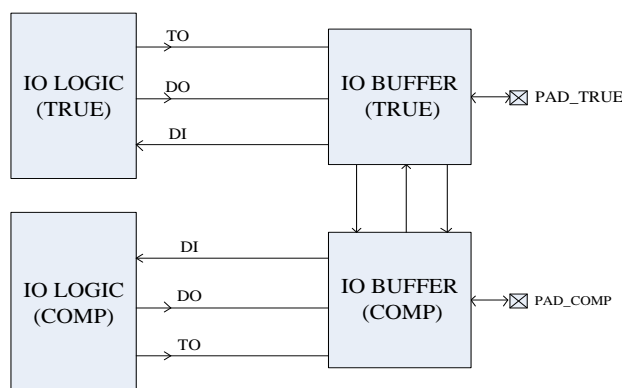 TO
IO LOGIC
(TRUE)
DO
IO BUFFER
(TRUE)
PAD_TRUE
DI
DI
IO LOGIC
(COMP)
DO
IO BUFFER
(COMP)
PAD_COMP
TO